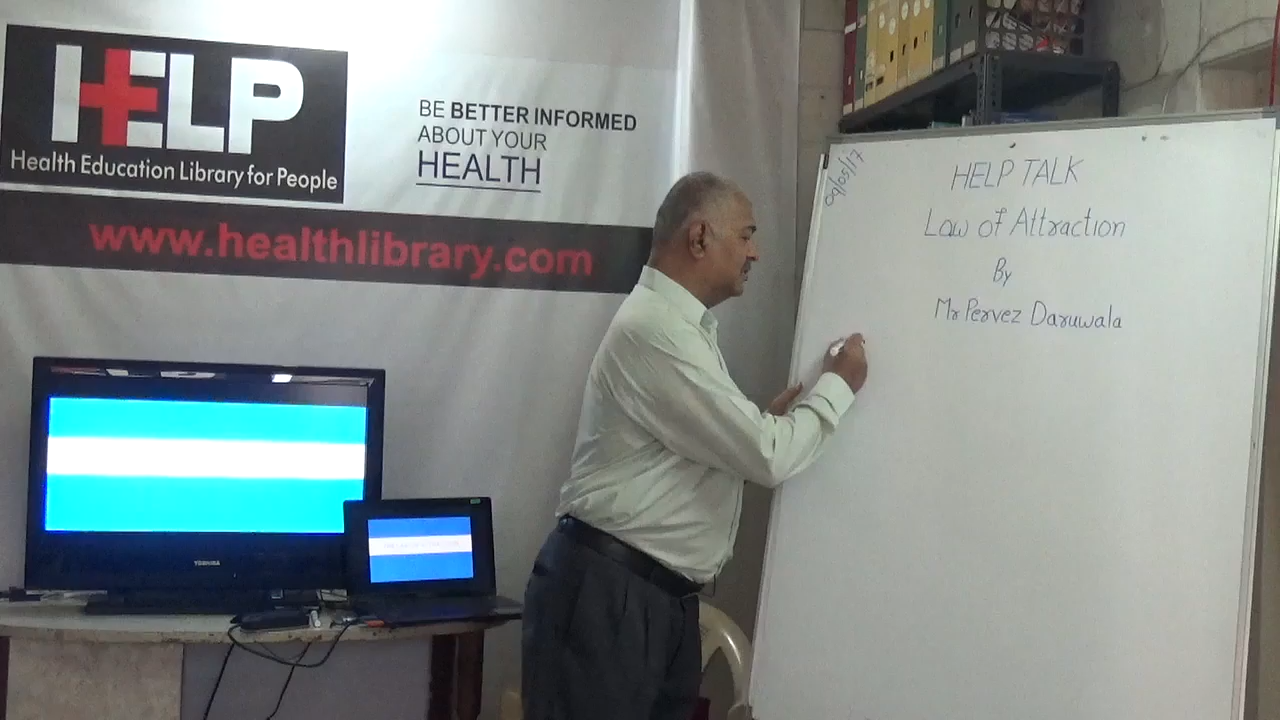 HELP
Health Education Library for People
BE BETTER INFORMED
ABOUT YOUR
HEALTH
www.healthlibrary.com
TOSHIBA
09/05/17
HELP TALK
Law of Attraction
By
Mr Pervez Daruwala